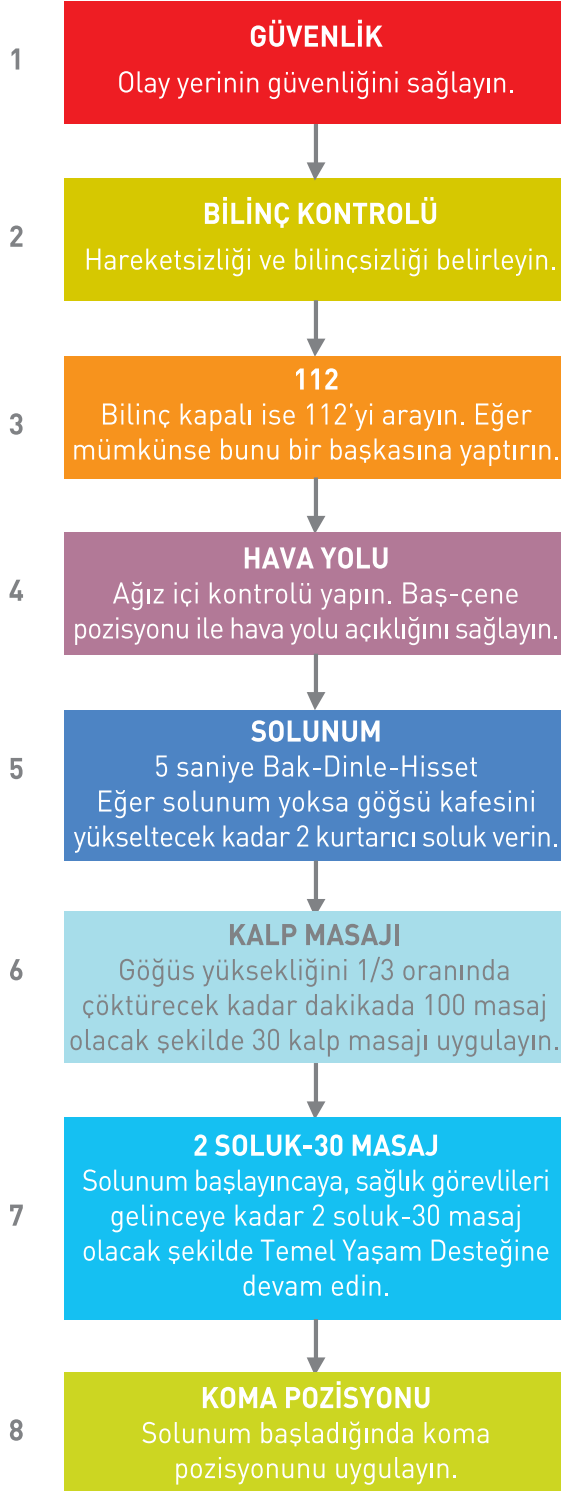 1
GÜVENLİK
Olay yerinin güvenliğini sağlayın.
2
BİLİNÇ KONTROLÜ
Hareketsizliği ve bilinçsizliği belirleyin.
3
112
Bilinç kapalı ise 112'yi arayın. Eğer
mümkünse bunu bir başkasına yaptırın.
4
HAVA YOLU
Ağız içi kontrolü yapın. Baş-çene
pozisyonu ile hava yolu açıklığını sağlayın.
5
SOLUNUM
5 saniye Bak-Dinle-Hisset
Eğer solunum yoksa göğsü kafesini
yükseltecek kadar 2 kurtarıcı soluk verin.
6
KALP MASAJI
Göğüs yüksekliğini 1/3 oranında
çöktürecek kadar dakikada 100 masaj
olacak şekilde 30 kalp masajı uygulayın.
7
2 SOLUK-30 MASAJ
Solunum başlayıncaya, sağlık görevlileri
gelinceye kadar 2 soluk-30 masaj
olacak şekilde Temel Yaşam Desteğine
devam edin.
8
KOMA POZİSYONU
Solunum başladığında koma
pozisyonunu uygulayın.